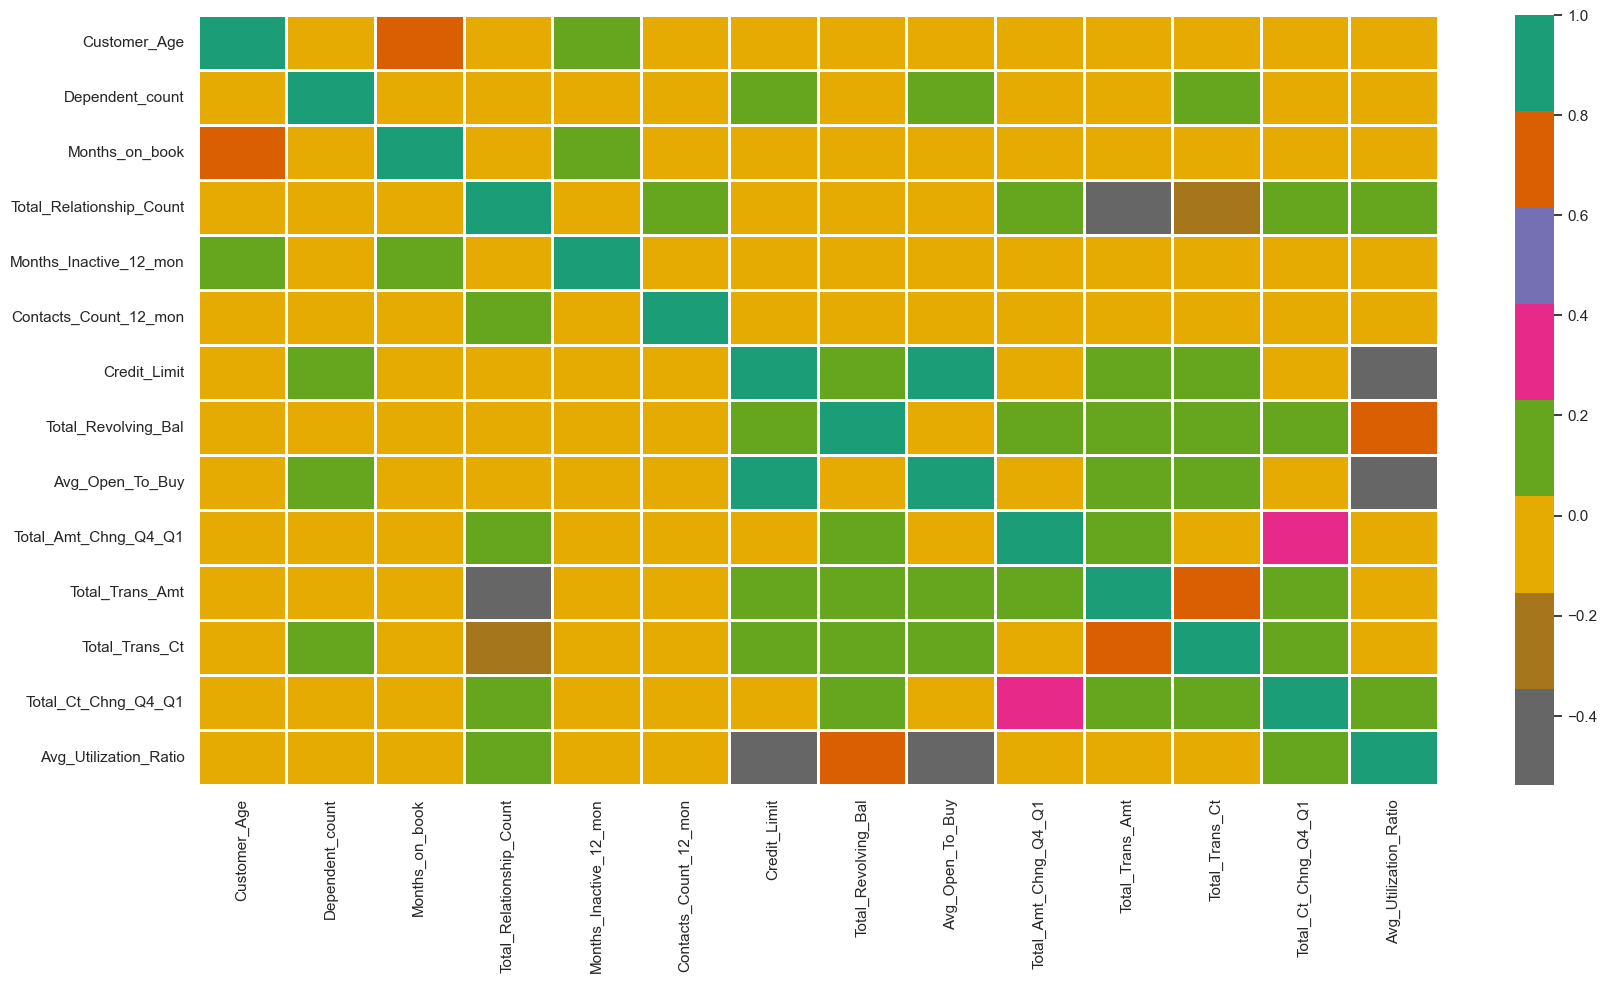 Customer_Age
Dependent_count
Months_on_book
Total_Relationship_Count
Months_Inactive_12_mon
Contacts_Count_12_mon
Credit_Limit
Total_Revolving_Bal
Avg_Open_To_Buy
Total_Amt_Chng_Q4_Q1
Total_Trans_Amt
Total_Trans_Ct
Total_Ct_Chng_Q4_Q1
Avg_Utilization_Ratio
Customer_Age
Dependent_count
Months_on_book
Total_Relationship_Count
Months_Inactive_12_mon
Contacts_Count_12_mon
Credit_Limit
Total_Revolving_Bal
Avg_Open_To_Buy
Total_Amt_Chng_Q4_Q1
Total_Trans_Amt
Total_Trans_Ct
Total_Ct_Chng_Q4_Q1
Avg_Utilization_Ratio
1.0
0.8
0.6
0.4
0.2
0.0
−0.2
−0.4